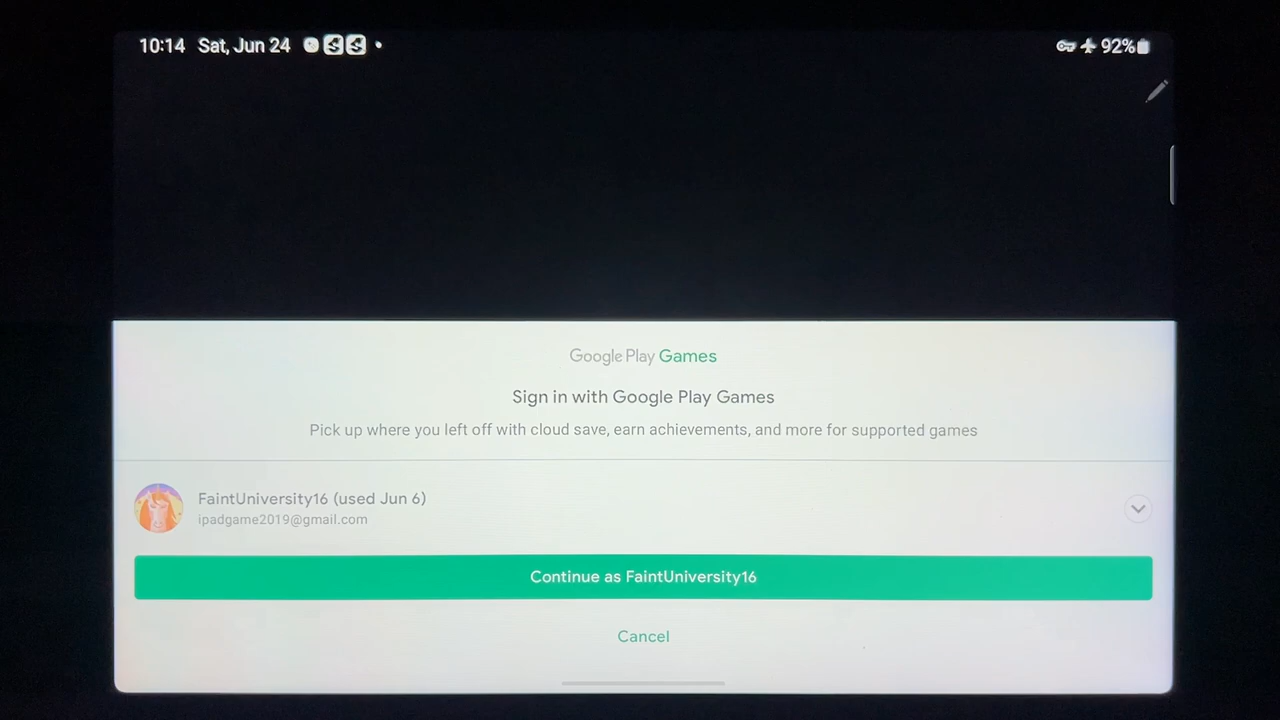 10:14 Sat, Jun 24 92%
Google Play Games
Sign in with Google Play Games
Pick up where you left off with cloud save, earn achievements, and more for supported games
FaintUniversity16 (used Jun 6)
ipadgame2019@gmail.com
Continue as FaintUniversity16
Cancel